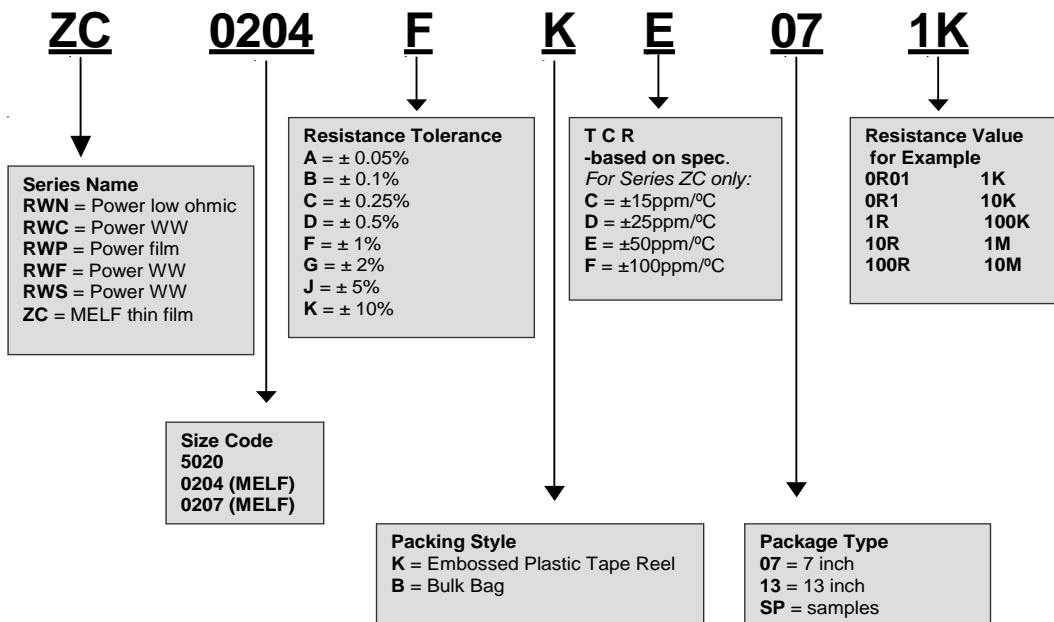 ZC 0204 F K E 07 1K
Series Name
RWN = Power low ohmic
RWC = Power WW
RWP = Power film
RWF = Power WW
RWS = Power WW
ZC = MELF thin film
Size Code
5020
0204 (MELF)
0207 (MELF)
Resistance Tolerance
A = ± 0.05%
B = ± 0.1%
C = ± 0.25%
D = ± 0.5%
F = ± 1%
G = ± 2%
J = ± 5%
K = ± 10%
Packing Style
K = Embossed Plastic Tape Reel
B = Bulk Bag
T C R
-based on spec.
For Series ZC only:
C = ±15ppm/ºC
D = ±25ppm/ºC
E = ±50ppm/ºC
F = ±100ppm/ºC
Package Type
07 = 7 inch
13 = 13 inch
SP = samples
Resistance Value
for Example
0R01 1K
0R1 10K
1R 100K
10R 1M
100R 10M